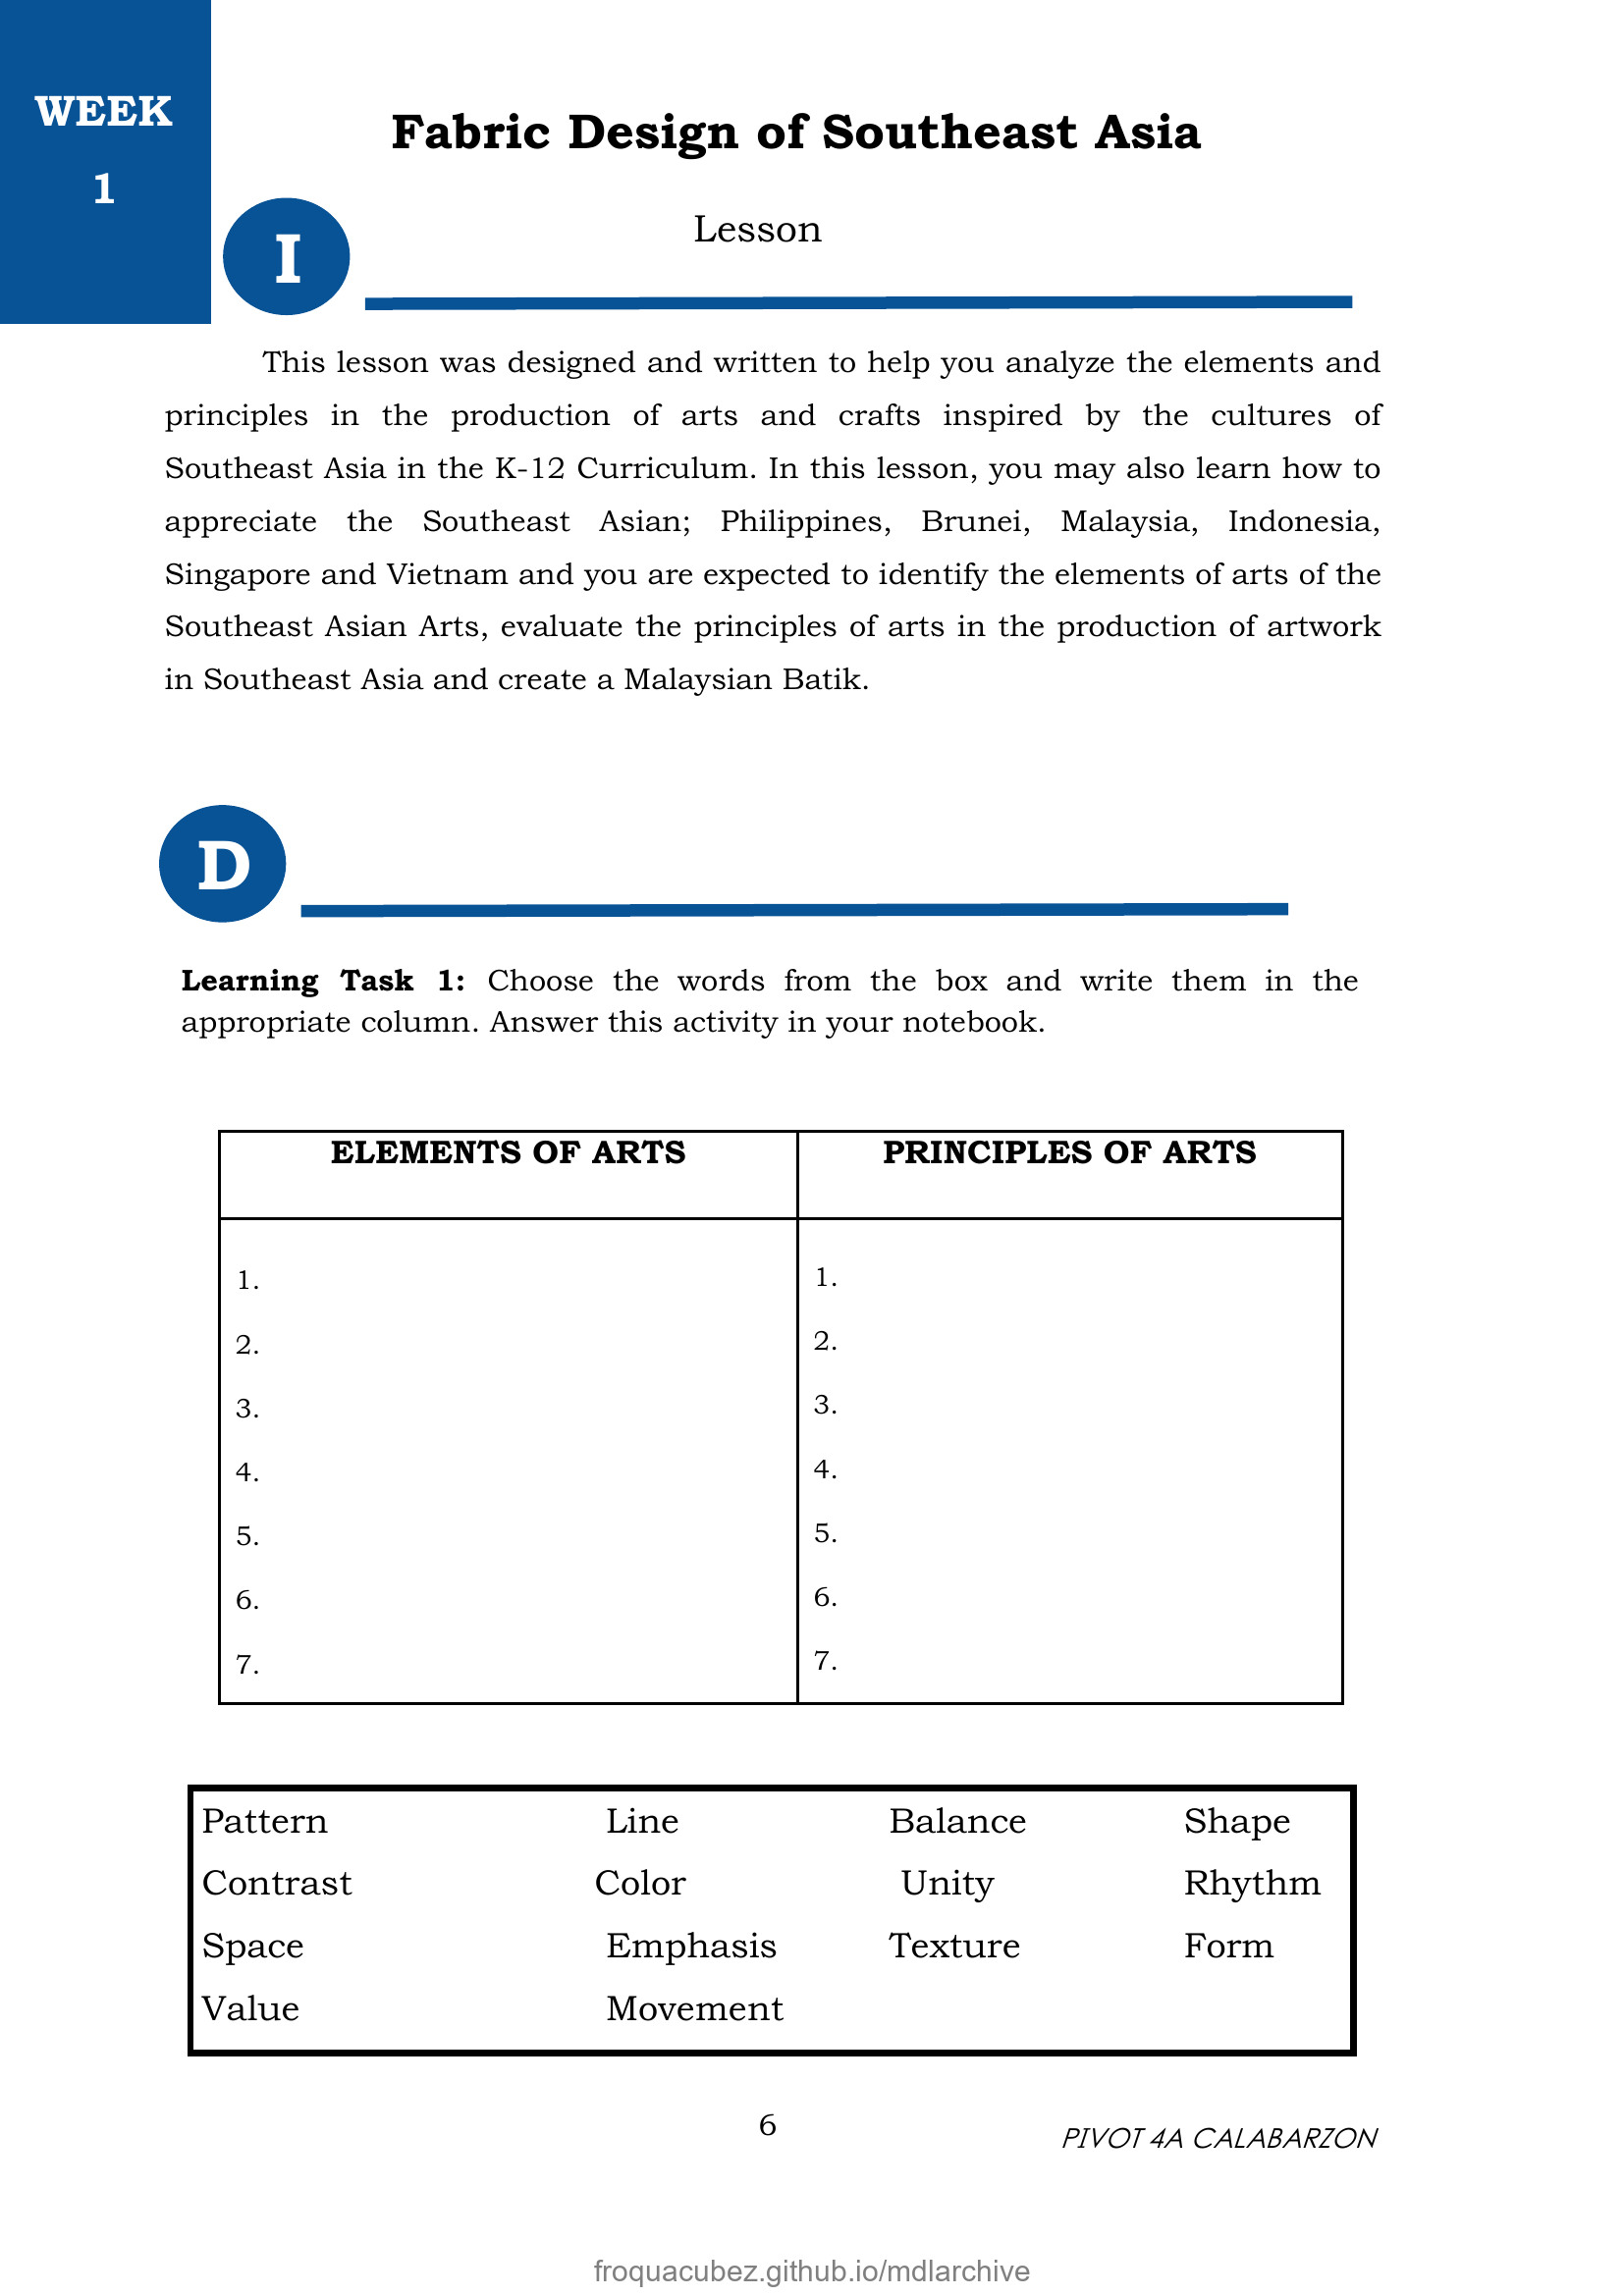 WEEK
1
Fabric Design of Southeast Asia
Lesson
I
This lesson was designed and written to help you analyze the elements and
principles in the production of arts and crafts inspired by the cultures of
Southeast Asia in the K-12 Curriculum. In this lesson, you may also learn how to
appreciate the Southeast Asian; Philippines, Brunei, Malaysia, Indonesia,
Singapore and Vietnam and you are expected to identify the elements of arts of the
Southeast Asian Arts, evaluate the principles of arts in the production of artwork
in Southeast Asia and create a Malaysian Batik.
D
Learning Task 1: Choose the words from the box and write them in the
appropriate column. Answer this activity in your notebook.
ELEMENTS OF ARTS PRINCIPLES OF ARTS
1. 1.
2. 2.
3. 3.
4. 4.
5. 5.
6. 6.
7. 7.
Pattern Line Balance Shape
Contrast Color Unity Rhythm
Space Emphasis Texture Form
Value Movement
6
PIVOT 4A CALABARZON
froquacubez.github.io/mdlarchive